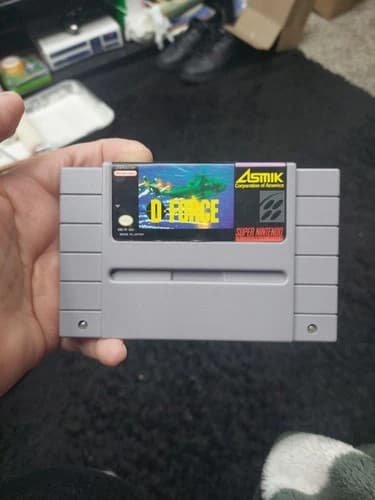 Nintendo
ASMIK
Corporation of America
D FORCE
MADE IN JAPAN
SUPER NINTENDO